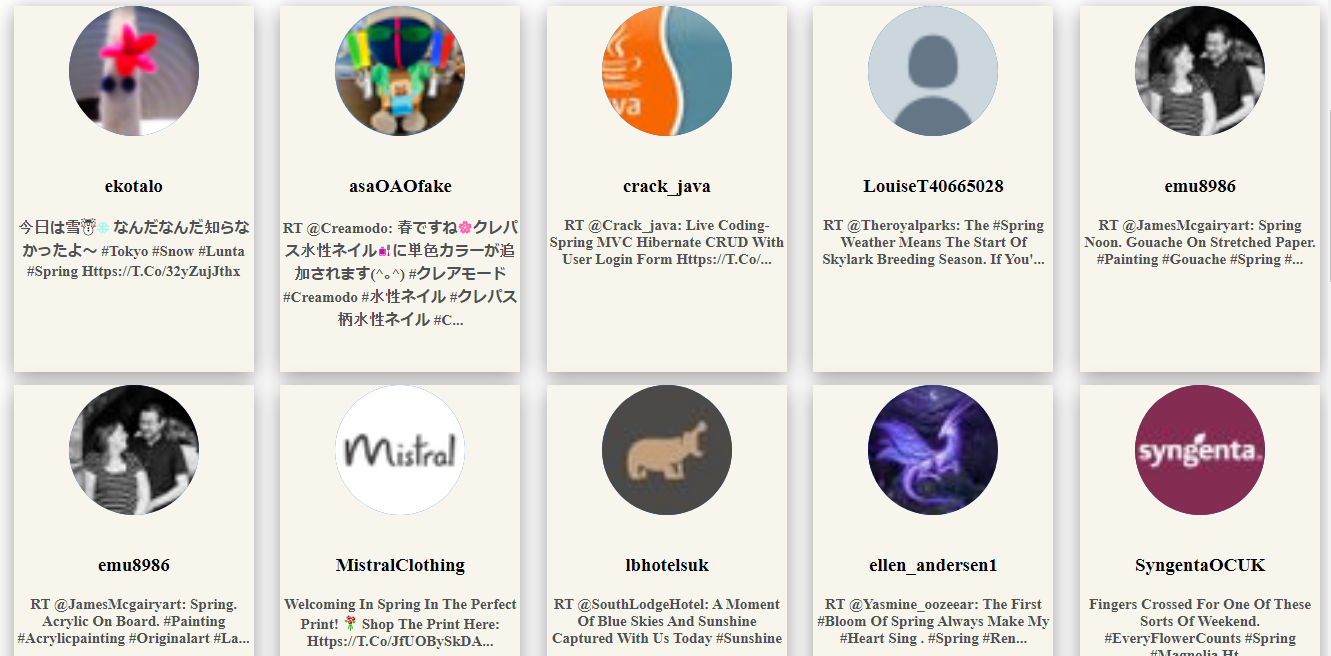 ekotalo
今日は雪☃❄ なんだなんだ知らな
かったよ〜 #Tokyo #Snow #Lunta
#Spring Https://T.Co/32yZujJthx
asaOAOfake
RT @Creamodo: 春ですね🌸クレパ
ス水性ネイル💅に単色カラーが追
加されます(^｡^) #クレアモード
#Creamodo #水性ネイル #クレパス
柄水性ネイル #C...
va
crack_java
RT @Crack_java: Live Coding-
Spring MVC Hibernate CRUD With
User Login Form Https://T.Co/...
LouiseT40665028
RT @Theroyalparks: The #Spring
Weather Means The Start Of
Skylark Breeding Season. If You'...
emu8986
RT @JamesMcgairyart: Spring
Noon. Gouache On Stretched Paper.
#Painting #Gouache #Spring #...
emu8986
RT @JamesMcgairyart: Spring.
Acrylic On Board. #Painting
#Acrylicpainting #Originalart #La...
Mistral
MistralClothing
Welcoming In Spring In The Perfect
Print! 💐 Shop The Print Here:
Https://T.Co/JfUOBySkDA...
lbhotelsuk
RT @SouthLodgeHotel: A Moment
Of Blue Skies And Sunshine
Captured With Us Today #Sunshine
ellen_andersen1
RT @Yasmine_oozeear: The First
#Bloom Of Spring Always Make My
#Heart Sing . #Spring #Ren...
syngenta.
SyngentaOCUK
Fingers Crossed For One Of These
Sorts Of Weekend.
#EveryFlowerCounts #Spring
#Magnolia Ht